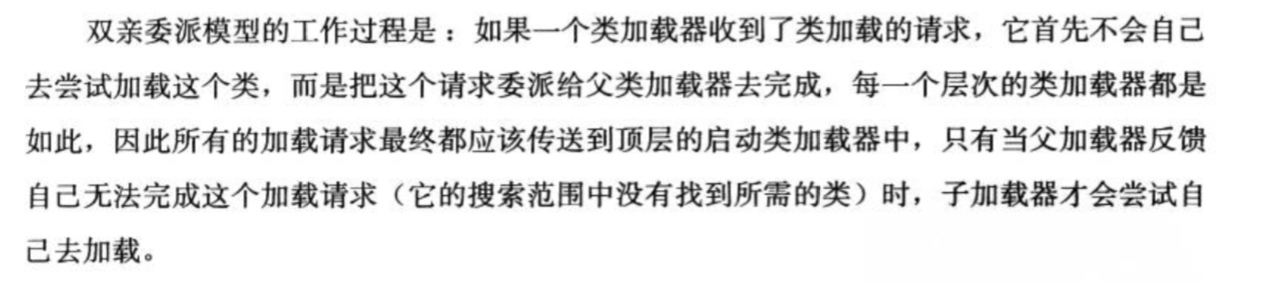 双亲委派模型的工作过程是：如果一个类加载器收到了类加载的请求，它首先不会自己
去尝试加载这个类，而是把这个请求委派给父类加载器去完成，每一个层次的类加载器都是
如此，因此所有的加载请求最终都应该传送到顶层的启动类加载器中，只有当父加载器反馈
自己无法完成这个加载请求（它的搜索范围中没有找到所需的类）时，子加载器才会尝试自
己去加载。